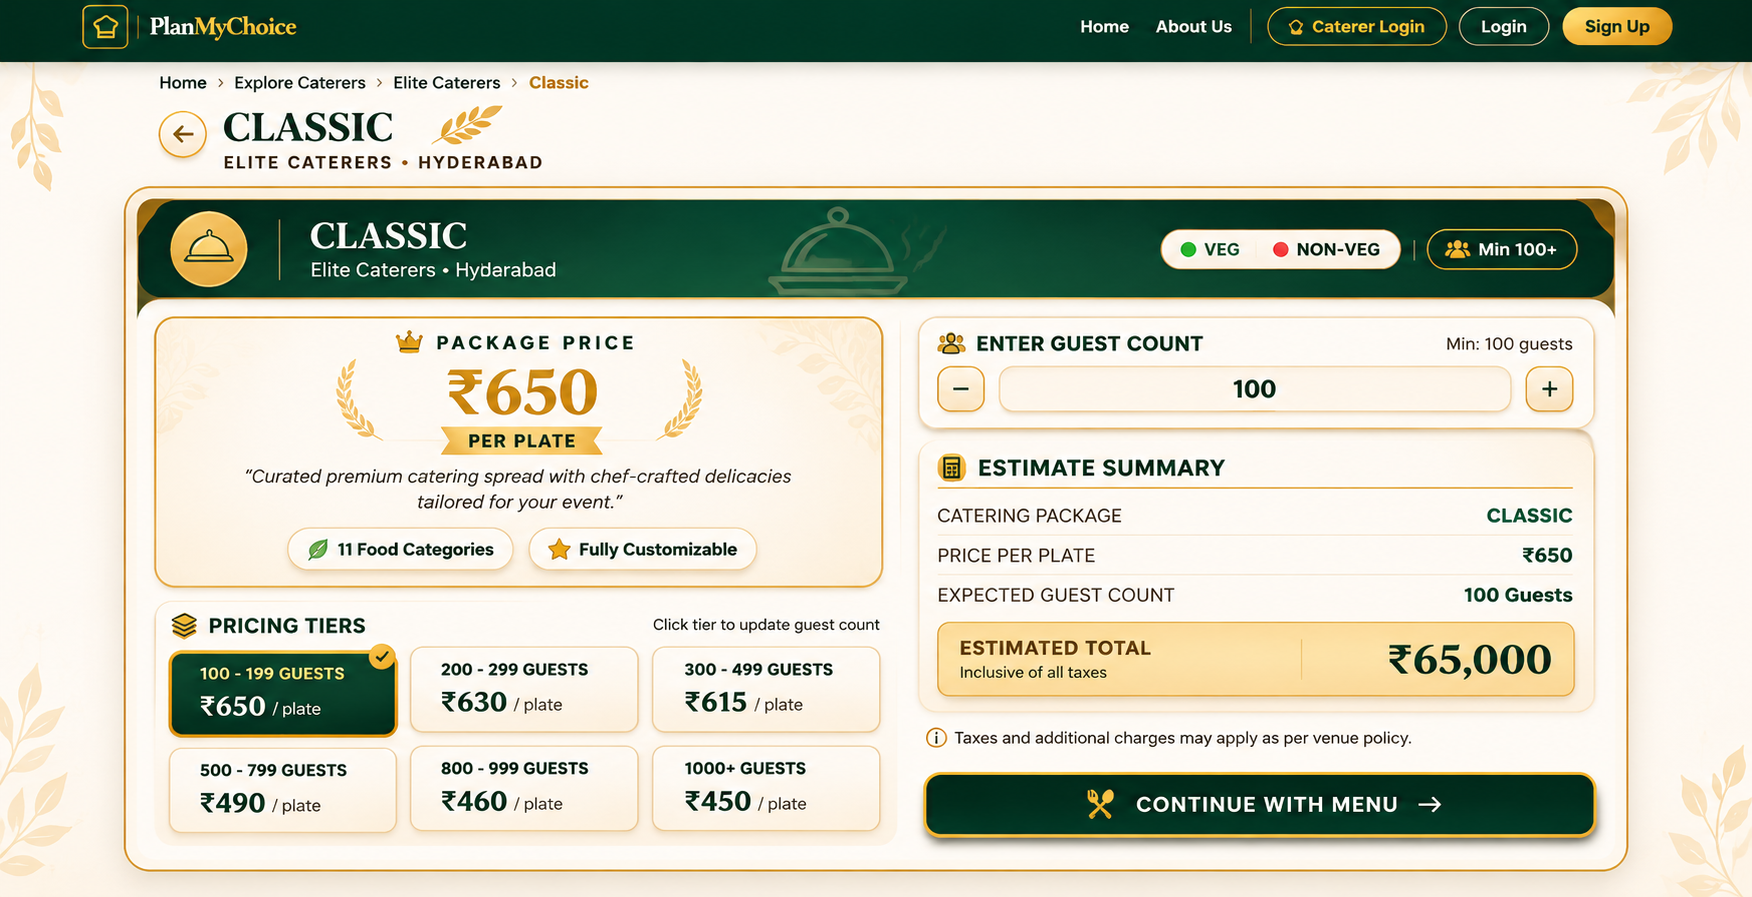 PlanMyChoice
Home About Us Caterer Login Login Sign Up
Home > Explore Caterers > Elite Caterers > Classic
CLASSIC
ELITE CATERERS • HYDERABAD
CLASSIC
Elite Caterers • Hyderabad
VEG NON-VEG Min 100+
PACKAGE PRICE
₹650
PER PLATE
"Curated premium catering spread with chef-crafted delicacies
tailored for your event."
11 Food Categories Fully Customizable
PRICING TIERS Click tier to update guest count
100 - 199 GUESTS
₹650 / plate
200 - 299 GUESTS
₹630 / plate
300 - 499 GUESTS
₹615 / plate
500 - 799 GUESTS
₹490 / plate
800 - 999 GUESTS
₹460 / plate
1000+ GUESTS
₹450 / plate
ENTER GUEST COUNT Min: 100 guests
− 100 +
ESTIMATE SUMMARY
CATERING PACKAGE CLASSIC
PRICE PER PLATE ₹650
EXPECTED GUEST COUNT 100 Guests
ESTIMATED TOTAL
Inclusive of all taxes
₹65,000
Taxes and additional charges may apply as per venue policy.
CONTINUE WITH MENU →